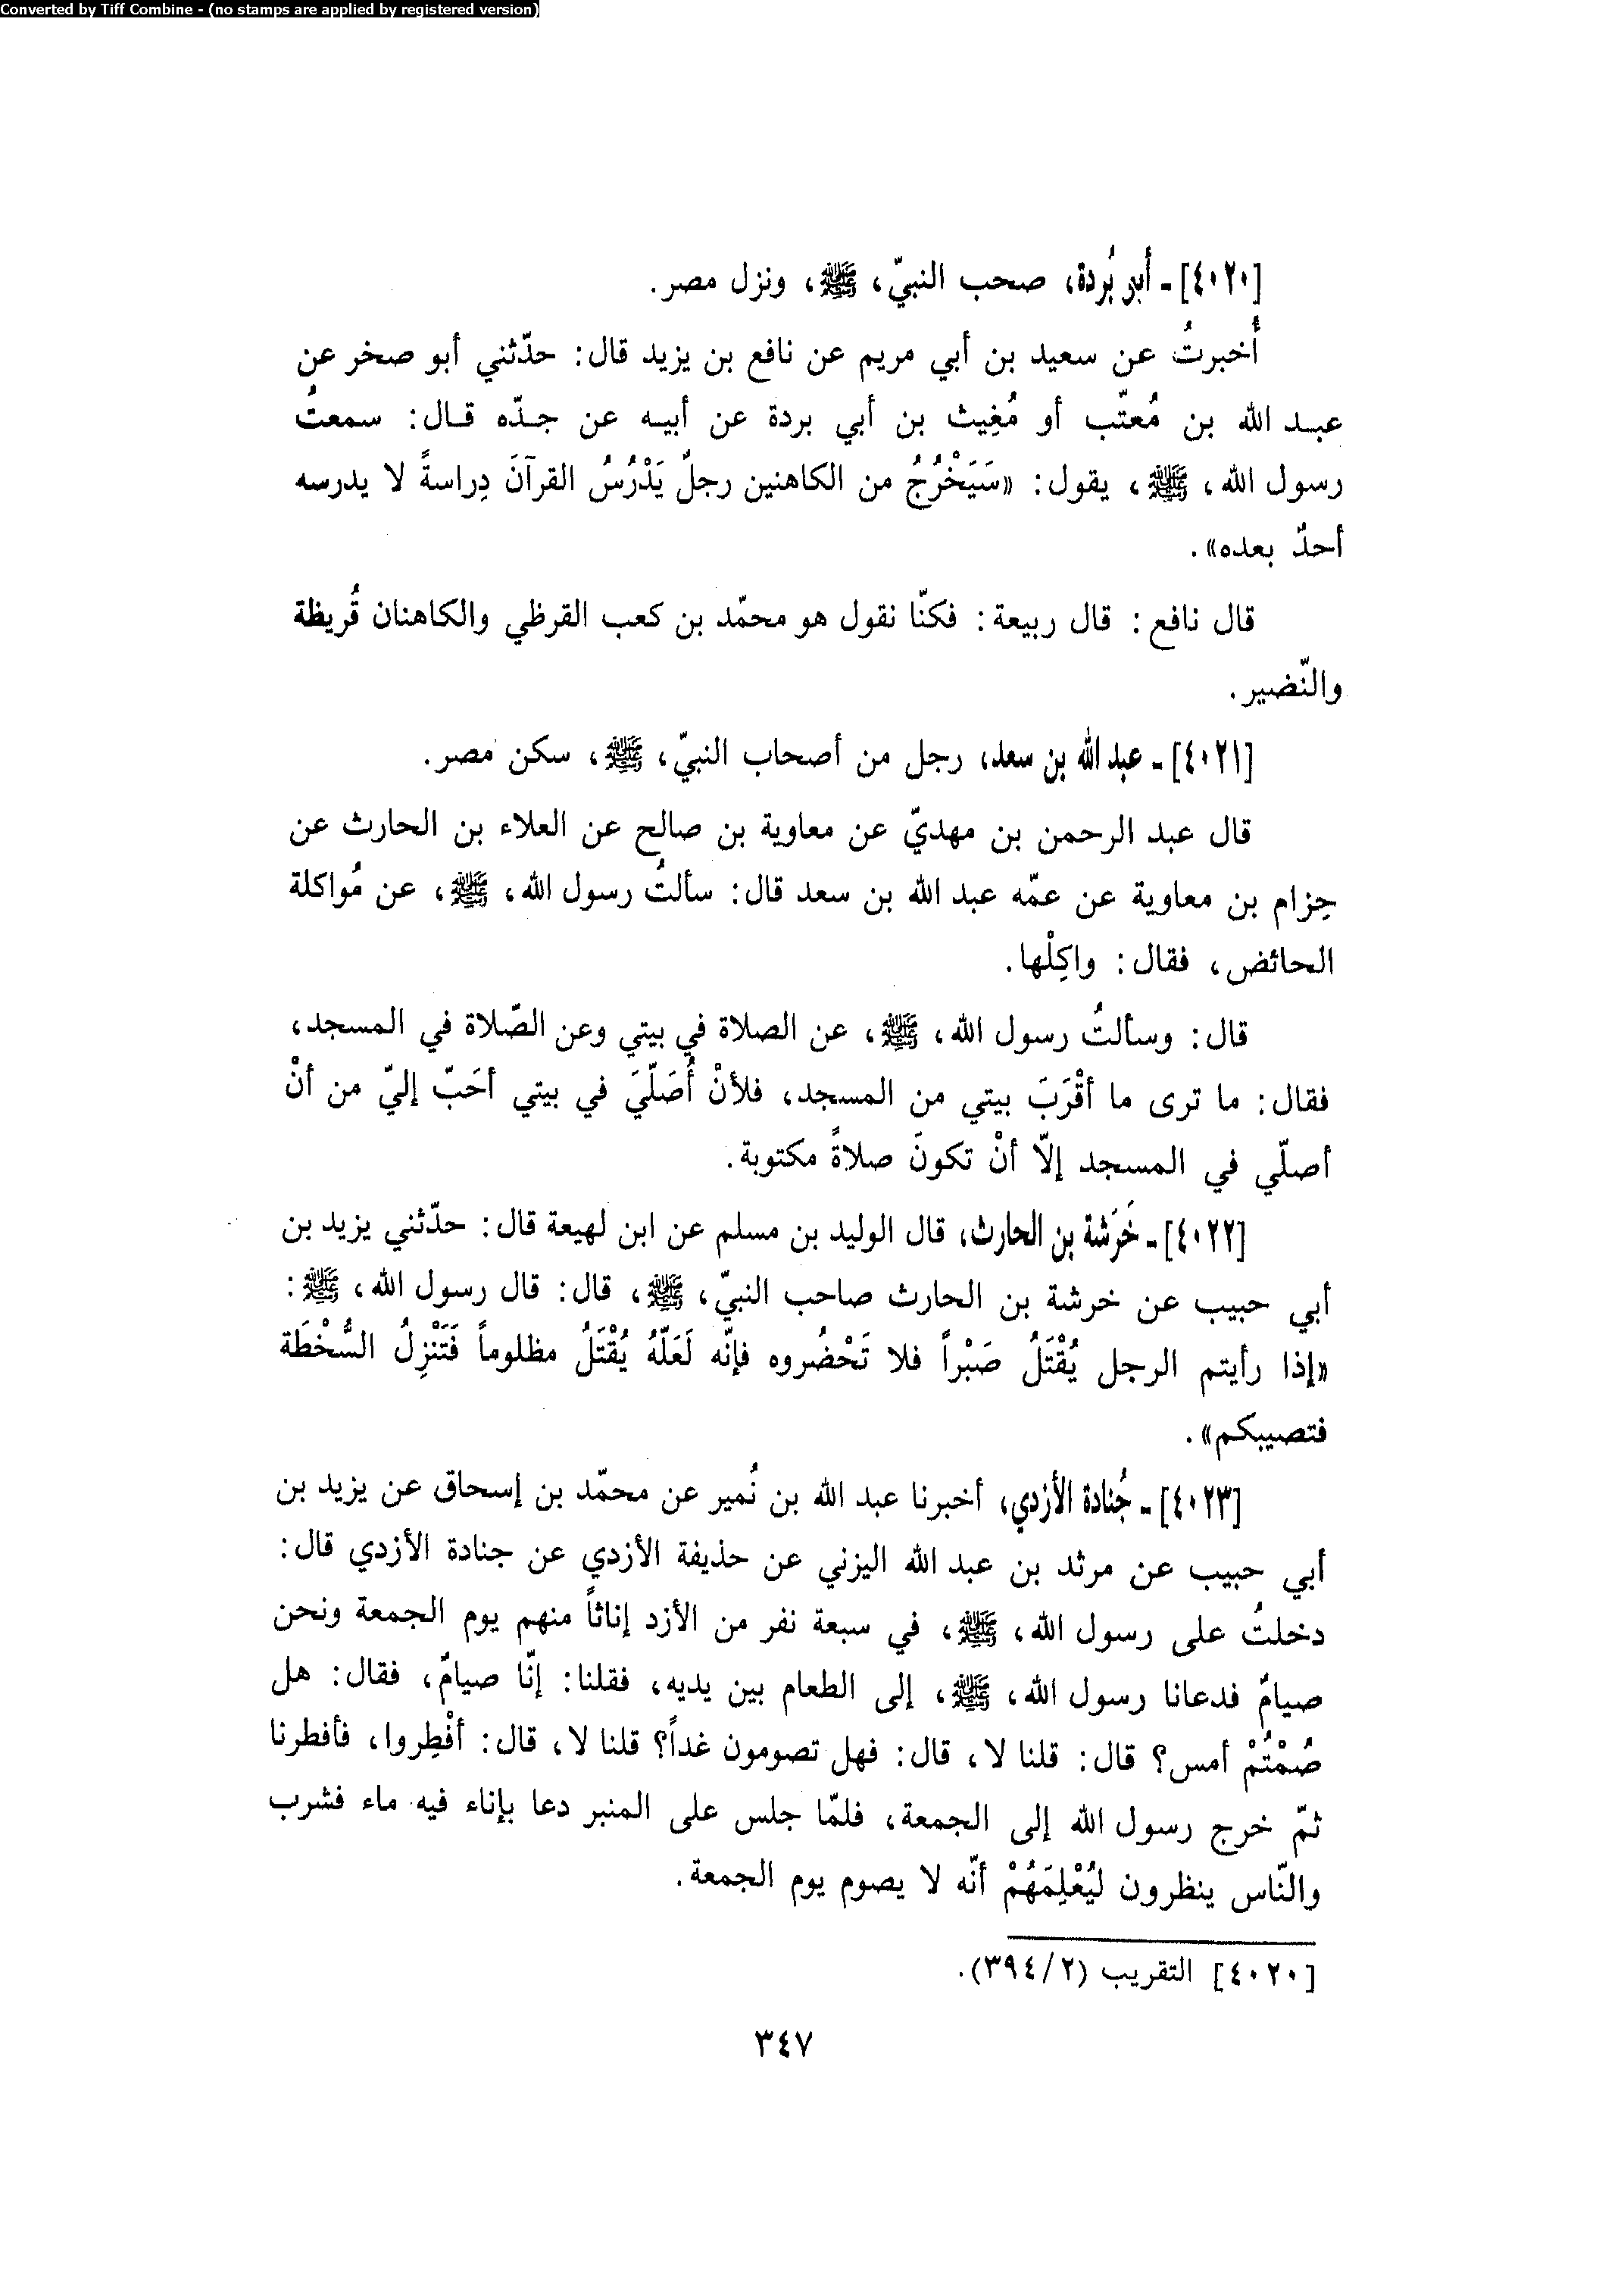 Converted by Tiff Combine - (no stamps are applied by registered version)
[٤٠٢٠] - أبو بُردة، صحب النبيّ، ﷺ، ونزل مصر.
أُخبرتُ عن سعيد بن أبي مريم عن نافع بن يزيد قال: حدّثني أبو صخر عن
عبد الله بن مُعتّب أو مُغِيث بن أبي بردة عن أبيه عن جدّه قال: سمعتُ
رسول الله، ﷺ، يقول: «سَيَخْرُجُ من الكاهنين رجلٌ يَدْرُسُ القرآنَ دِراسةً لا يدرسه
أحدٌ بعده».
قال نافع: قال ربيعة: فكنّا نقول هو محمّد بن كعب القرظي والكاهنان قُريظة
والنّضير.
[٤٠٢١] - عبد الله بن سعد، رجل من أصحاب النبيّ، ﷺ، سكن مصر.
قال عبد الرحمن بن مهديّ عن معاوية بن صالح عن العلاء بن الحارث عن
حِزام بن معاوية عن عمّه عبد الله بن سعد قال: سألتُ رسول الله، ﷺ، عن مُواكلة
الحائض، فقال: واكِلْها.
قال: وسألتُ رسول الله، ﷺ، عن الصلاة في بيتي وعن الصّلاة في المسجد،
فقال: ما ترى ما أقْرَبَ بيتي من المسجد، فلأنْ أُصَلّيَ في بيتي أحَبّ إليّ من أنْ
أصلّي في المسجد إلّا أنْ تكونَ صلاةً مكتوبة.
[٤٠٢٢] - خَرَشة بن الحارث، قال الوليد بن مسلم عن ابن لهيعة قال: حدّثني يزيد بن
أبي حبيب عن خرشة بن الحارث صاحب النبيّ، ﷺ، قال: قال رسول الله، ﷺ:
«إذا رأيتم الرجل يُقْتَلُ صَبْراً فلا تَحْضُروه فإنّه لَعَلّهُ يُقْتَلُ مظلوماً فَتَنْزِلُ السُّخْطَة
فتصيبكم».
[٤٠٢٣] - جُنادة الأزدي، أخبرنا عبد الله بن نُمير عن محمّد بن إسحاق عن يزيد بن
أبي حبيب عن مرثد بن عبد الله اليزني عن حذيفة الأزدي عن جنادة الأزدي قال:
دخلتُ على رسول الله، ﷺ، في سبعة نفر من الأزد إناثاً منهم يوم الجمعة ونحن
صيامٌ فدعانا رسول الله، ﷺ، إلى الطعام بين يديه، فقلنا: إنّا صيامٌ، فقال: هل
صُمْتُمْ أمس؟ قال: قلنا لا، قال: فهل تصومون غداً؟ قلنا لا، قال: أفْطِروا، فأفطرنا
ثمّ خرج رسول الله إلى الجمعة، فلمّا جلس على المنبر دعا بإناء فيه ماء فشرب
والنّاس ينظرون ليُعْلِمَهُمْ أنّه لا يصوم يوم الجمعة.
[٤٠٢٠] التقريب (٣٩٤/٢).
٣٤٧